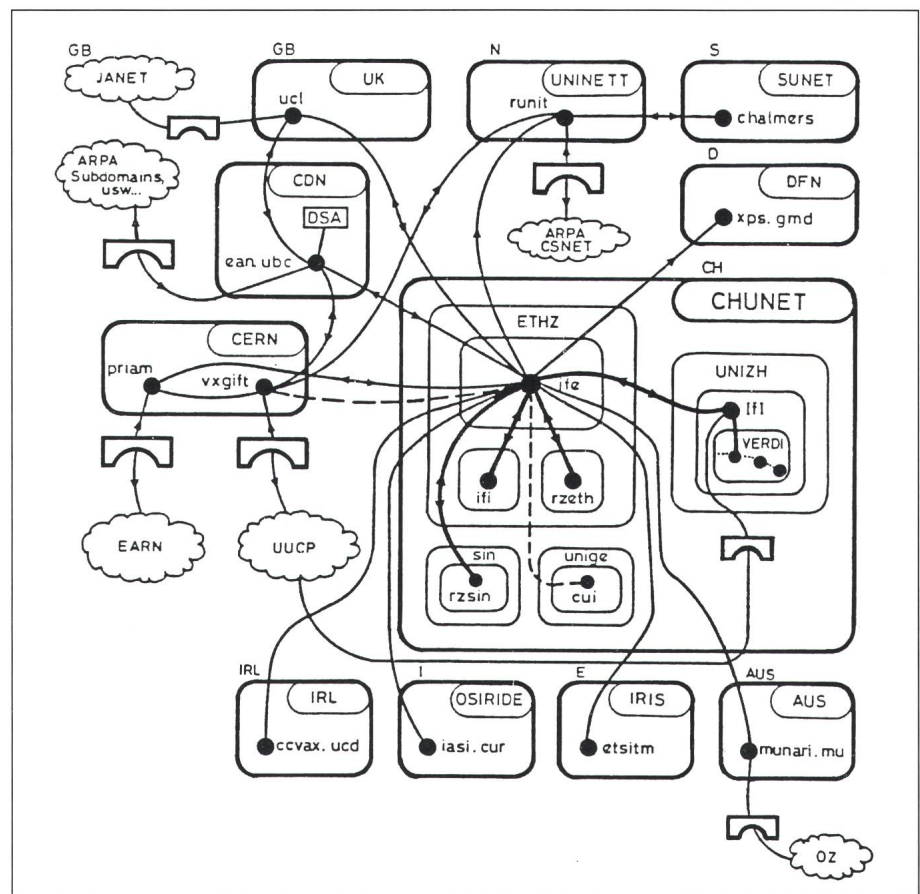 GB
JANET
GB
UK
ucl
N
UNINETT
runit
S
SUNET
chalmers
ARPA
Subdomains,
usw...
CDN
DSA
ean.ubc
ARPA
CSNET
D
DFN
xps.gmd
CH
CHUNET
ETHZ
ife
CERN
priam
vxgift
UNIZH
IfI
VERDI
ifi
rzeth
EARN
UUCP
sin
rzsin
unige
cui
IRL
IRL
ccvax.ucd
I
OSIRIDE
iasi.cur
E
IRIS
etsitm
AUS
AUS
munari.mu
OZ